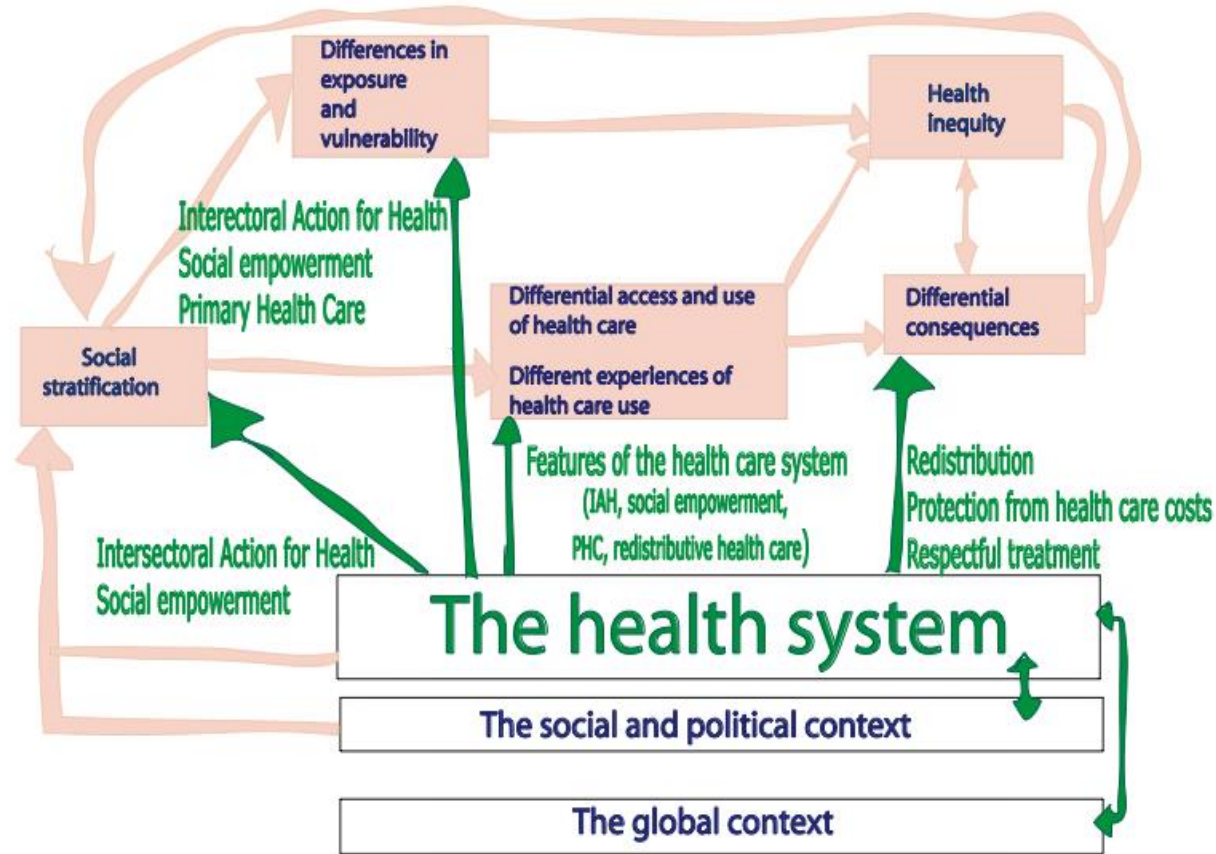 Differences in
exposure
and
vulnerability
Health
inequity
Interectoral Action for Health
Social empowerment
Primary Health Care
Differential access and use
of health care
Different experiences of
health care use
Differential
consequences
Social
stratification
Features of the health care system
(IAH, social empowerment,
PHC, redistributive health care)
Redistribution
Protection from health care costs
Respectful treatment
Intersectoral Action for Health
Social empowerment
The health system
The social and political context
The global context